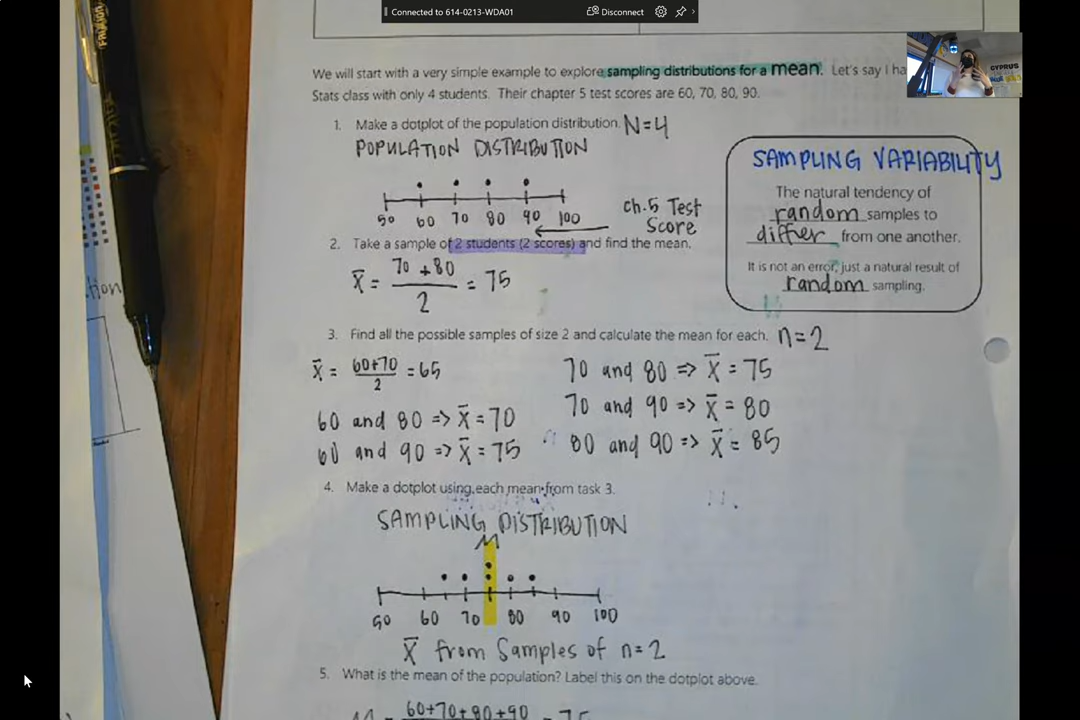 Connected to 614-0213-WDA01
Disconnect
We will start with a very simple example to explore sampling distributions for a mean. Let's say I ha
Stats class with only 4 students. Their chapter 5 test scores are 60, 70, 80, 90.
1. Make a dotplot of the population distribution. N=4
POPULATION DISTRIBUTION
50 60 70 80 90 100
ch.5 Test
Score
2. Take a sample of 2 students (2 scores) and find the mean.
x̄ = 70 + 80 / 2 = 75
SAMPLING VARIABILITY
The natural tendency of
random samples to
differ from one another.
It is not an error, just a natural result of
random sampling.
3. Find all the possible samples of size 2 and calculate the mean for each. n=2
x̄ = 60+70 / 2 = 65
60 and 80 => x̄ = 70
60 and 90 => x̄ = 75
70 and 80 => x̄ = 75
70 and 90 => x̄ = 80
80 and 90 => x̄ = 85
4. Make a dotplot using each mean from task 3.
SAMPLING DISTRIBUTION
M
50 60 70 80 90 100
x̄ from Samples of n=2
5. What is the mean of the population? Label this on the dotplot above.
60+70+80+90 = 75
CYPRUS